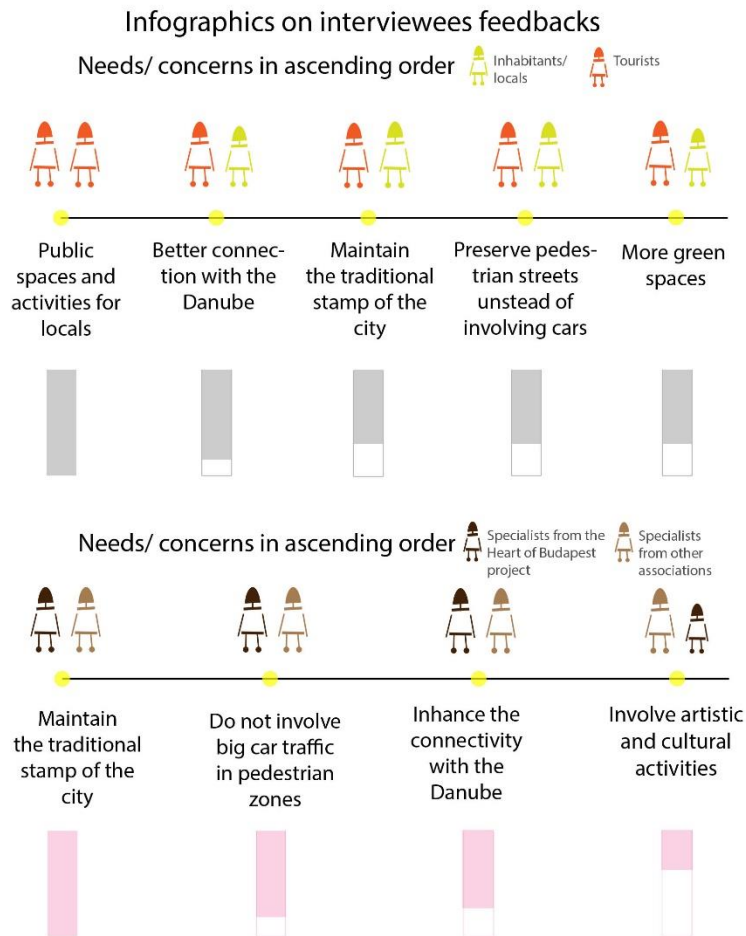 Infographics on interviewees feedbacks
Needs/ concerns in ascending order
Inhabitants/
locals
Tourists
Public
spaces and
activities for
locals
Better connec-
tion with the
Danube
Maintain
the traditional
stamp of the
city
Preserve pedes-
trian streets
unstead of
involving cars
More green
spaces
Needs/ concerns in ascending order
Specialists from the
Heart of Budapest
project
Specialists
from other
associations
Maintain
the traditional
stamp of the
city
Do not involve
big car traffic
in pedestrian
zones
Inhance the
connectivity
with the
Danube
Involve artistic
and cultural
activities